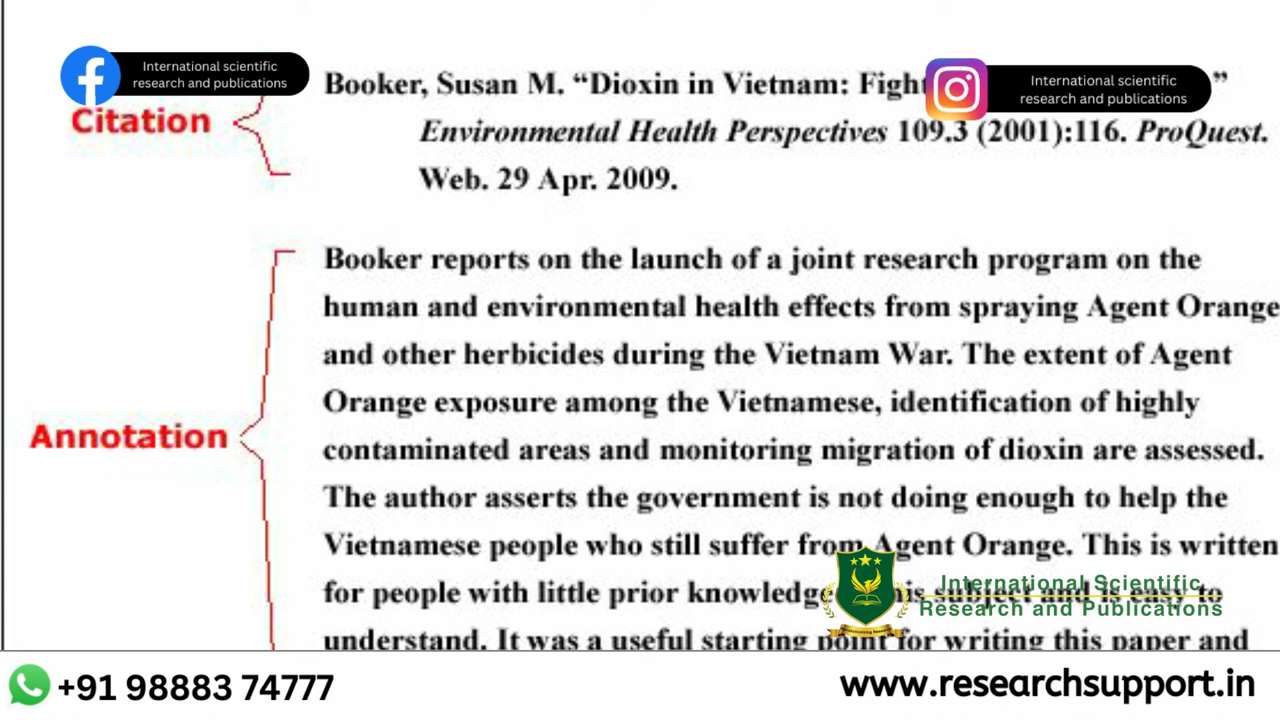 International scientific
research and publications
International scientific
research and publications
Booker, Susan M. “Dioxin in Vietnam: Fight ”
Citation
Environmental Health Perspectives 109.3 (2001):116. ProQuest.
Web. 29 Apr. 2009.
Booker reports on the launch of a joint research program on the
human and environmental health effects from spraying Agent Orange
and other herbicides during the Vietnam War. The extent of Agent
Orange exposure among the Vietnamese, identification of highly
Annotation
contaminated areas and monitoring migration of dioxin are assessed.
The author asserts the government is not doing enough to help the
Vietnamese people who still suffer from Agent Orange. This is written
for people with little prior knowledge is subject and is easy to
International Scientific
Research and Publications
understand. It was a useful starting point for writing this paper and
+91 98883 74777
www.researchsupport.in